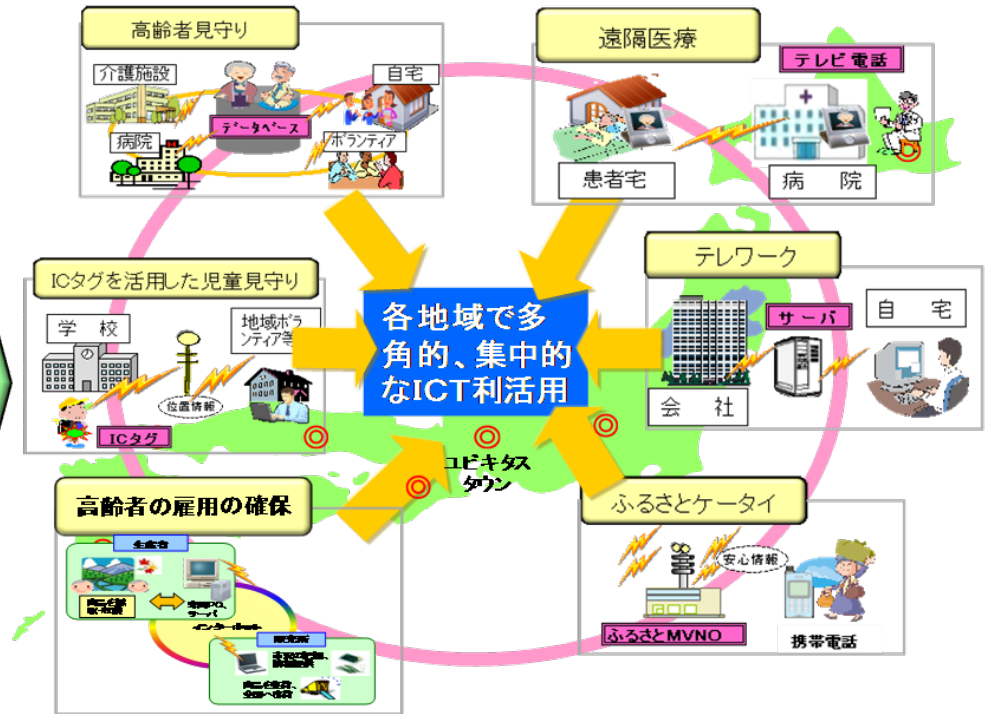 高齢者見守り
介護施設
自宅
データベース
病院
ボランティア
遠隔医療
テレビ電話
患者宅
病　院
ICタグを活用した児童見守り
学　校
地域ボラ
ンティア等
位置情報
ICタグ
各地域で多
角的、集中的
なICT利活用
テレワーク
サーバ
自　宅
会　社
ユビキタス
タウン
高齢者の雇用の確保
生産者
サーバ
インターネット
ふるさとケータイ
安心情報
ふるさとMVNO
携帯電話